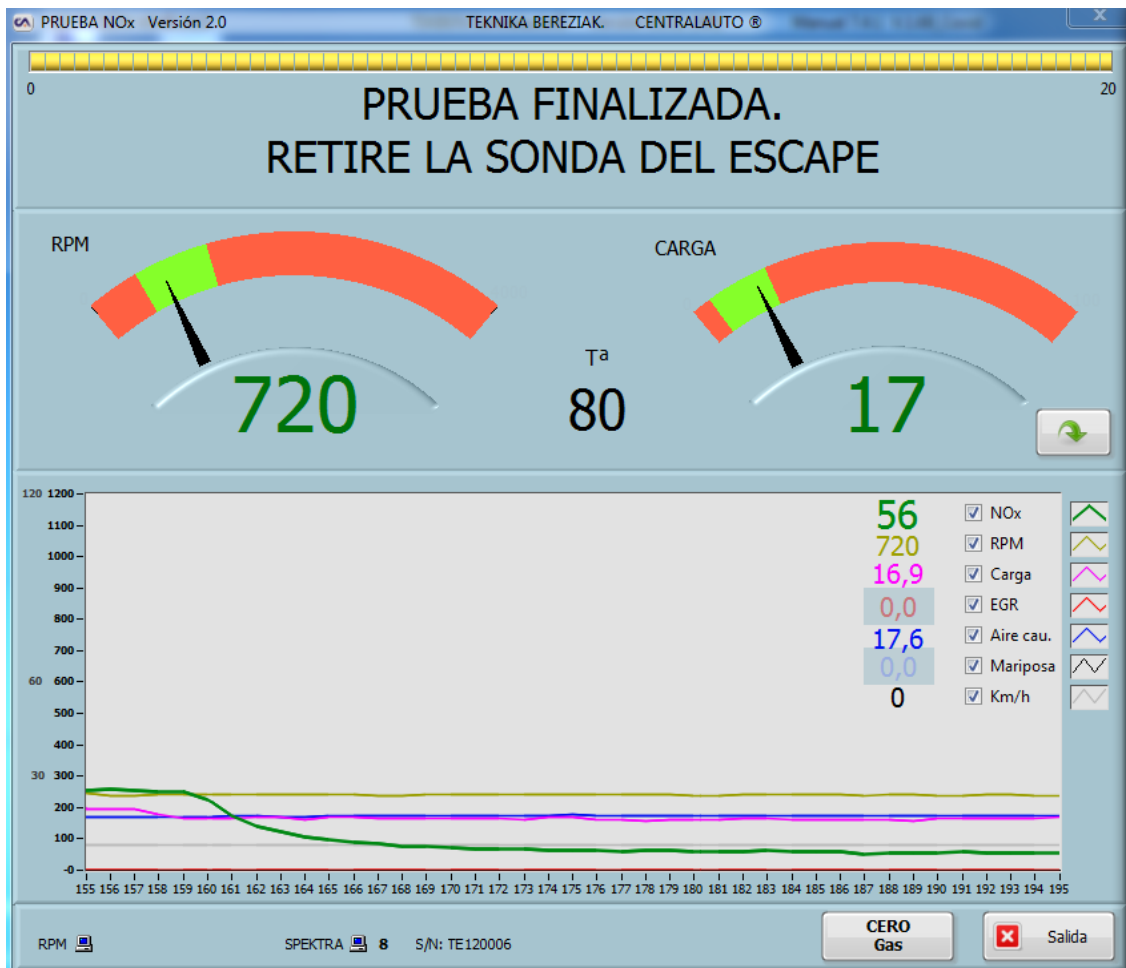 PRUEBA NOx Versión 2.0 TEKNIKA BEREZIAK. CENTRALAUTO ®
0 20
PRUEBA FINALIZADA.
RETIRE LA SONDA DEL ESCAPE
RPM CARGA
Tª
720 80 17
120 1200
1100
1000
900
800
700
60 600
500
400
30 300
200
100
-0
56 NOx
720 RPM
16,9 Carga
0,0 EGR
17,6 Aire cau.
0,0 Mariposa
0 Km/h
155 156 157 158 159 160 161 162 163 164 165 166 167 168 169 170 171 172 173 174 175 176 177 178 179 180 181 182 183 184 185 186 187 188 189 190 191 192 193 194 195
RPM SPEKTRA 8 S/N: TE120006
CERO
Gas
Salida